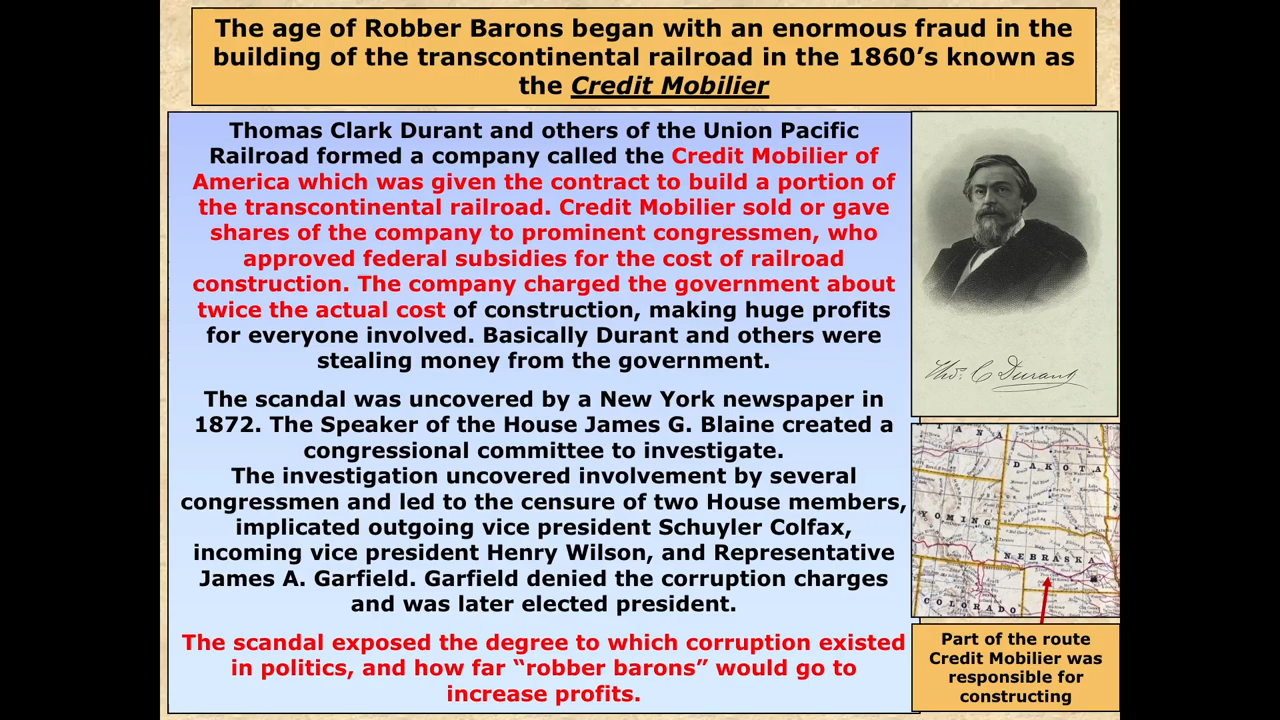 The age of Robber Barons began with an enormous fraud in the
building of the transcontinental railroad in the 1860’s known as
the Credit Mobilier
Thomas Clark Durant and others of the Union Pacific
Railroad formed a company called the Credit Mobilier of
America which was given the contract to build a portion of
the transcontinental railroad. Credit Mobilier sold or gave
shares of the company to prominent congressmen, who
approved federal subsidies for the cost of railroad
construction. The company charged the government about
twice the actual cost of construction, making huge profits
for everyone involved. Basically Durant and others were
stealing money from the government.
The scandal was uncovered by a New York newspaper in
1872. The Speaker of the House James G. Blaine created a
congressional committee to investigate.
The investigation uncovered involvement by several
congressmen and led to the censure of two House members,
implicated outgoing vice president Schuyler Colfax,
incoming vice president Henry Wilson, and Representative
James A. Garfield. Garfield denied the corruption charges
and was later elected president.
The scandal exposed the degree to which corruption existed
in politics, and how far “robber barons” would go to
increase profits.
Thos. C Durant
TANA
DAKOTA
YOMING
NEBRASKA
COLORADO
Part of the route
Credit Mobilier was
responsible for
constructing